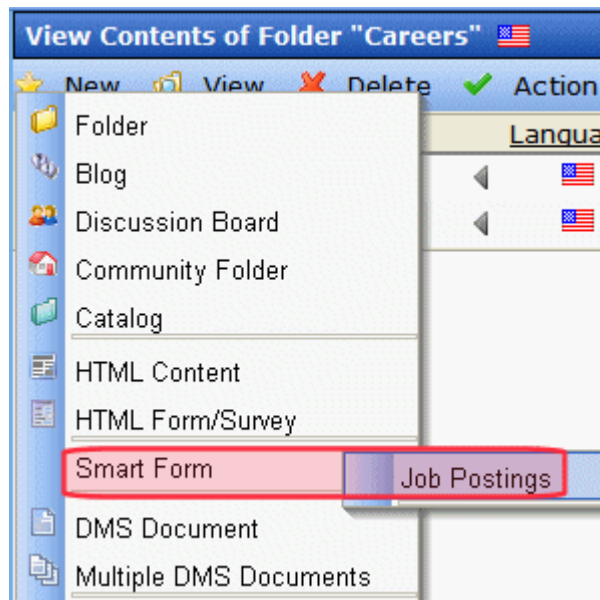 View Contents of Folder "Careers"
New View Delete Action
Langua
Folder
Blog
Discussion Board
Community Folder
Catalog
HTML Content
HTML Form/Survey
Smart Form
Job Postings
DMS Document
Multiple DMS Documents